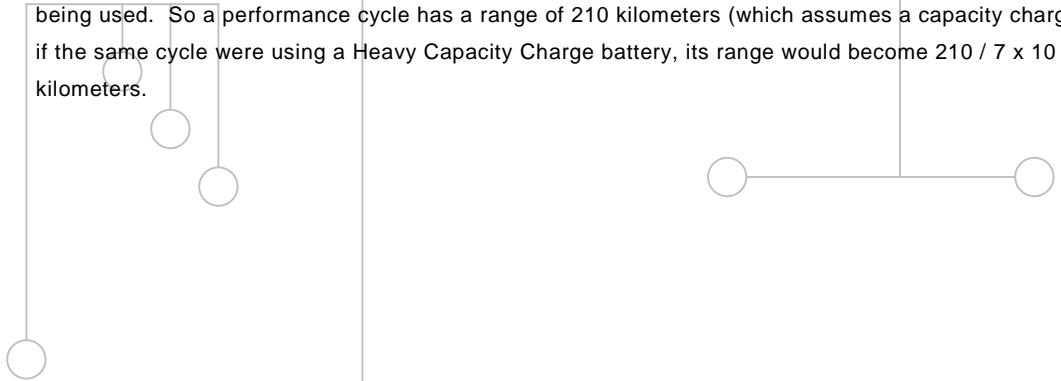 being used.  So a performance cycle has a range of 210 kilometers (which assumes a capacity
if the same cycle were using a Heavy Capacity Charge battery, its range would become 210 / 7 x 10
kilometers.